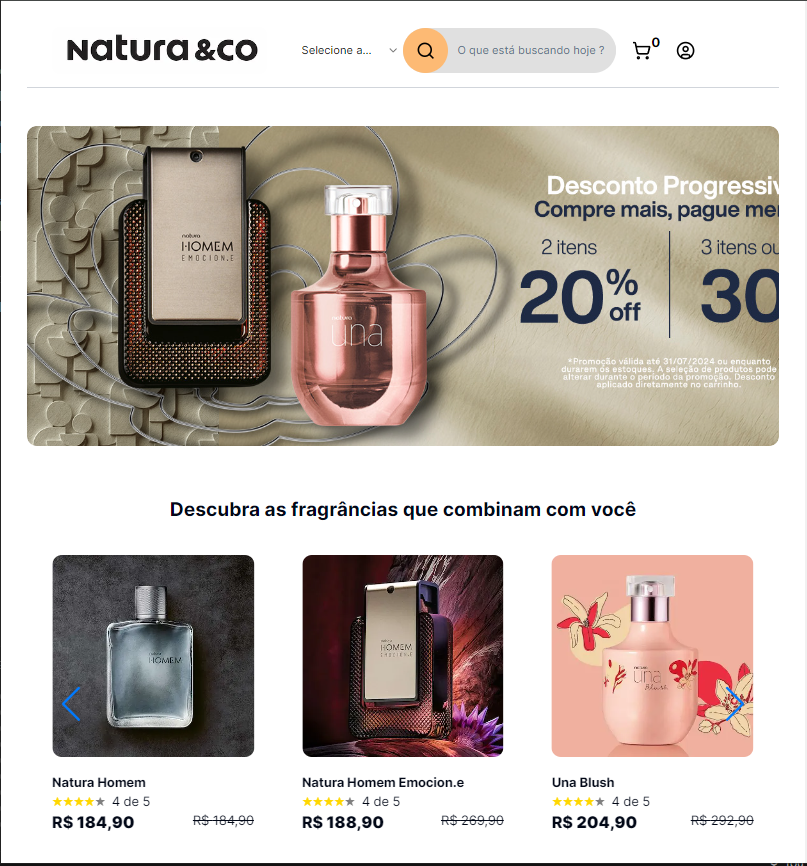 natura &co
Selecione a...
O que está buscando hoje ?
0
Desconto Progressiv
Compre mais, pague mer
2 itens
20% off
3 itens ou
30
*Promoção válida até 31/07/2024 ou enquanto
durarem os estoques. A seleção de produtos pode
alterar durante o período da promoção. Desconto
aplicado diretamente no carrinho.
natura
HOMEM
EMOCION.E
natura
una
Descubra as fragrâncias que combinam com você
natura
HOMEM
natura
HOMEM
EMOCION.E
natura
una
Blush
Natura Homem
4 de 5
R$ 184,90
R$ 184,90
Natura Homem Emocion.e
4 de 5
R$ 188,90
R$ 269,90
Una Blush
4 de 5
R$ 204,90
R$ 292,90